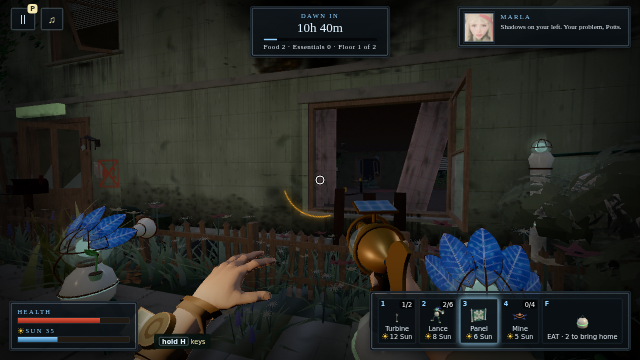 P
DAWN IN
10h 40m
Food 2 · Essentials 0 · Floor 1 of 2
MARLA
Shadows on your left. Your problem, Potts.
HEALTH
SUN 55
hold H keys
1 1/2
Turbine
12 Sun
2 2/6
Lance
8 Sun
3
Panel
6 Sun
4 0/4
Mine
5 Sun
F
EAT · 2 to bring home